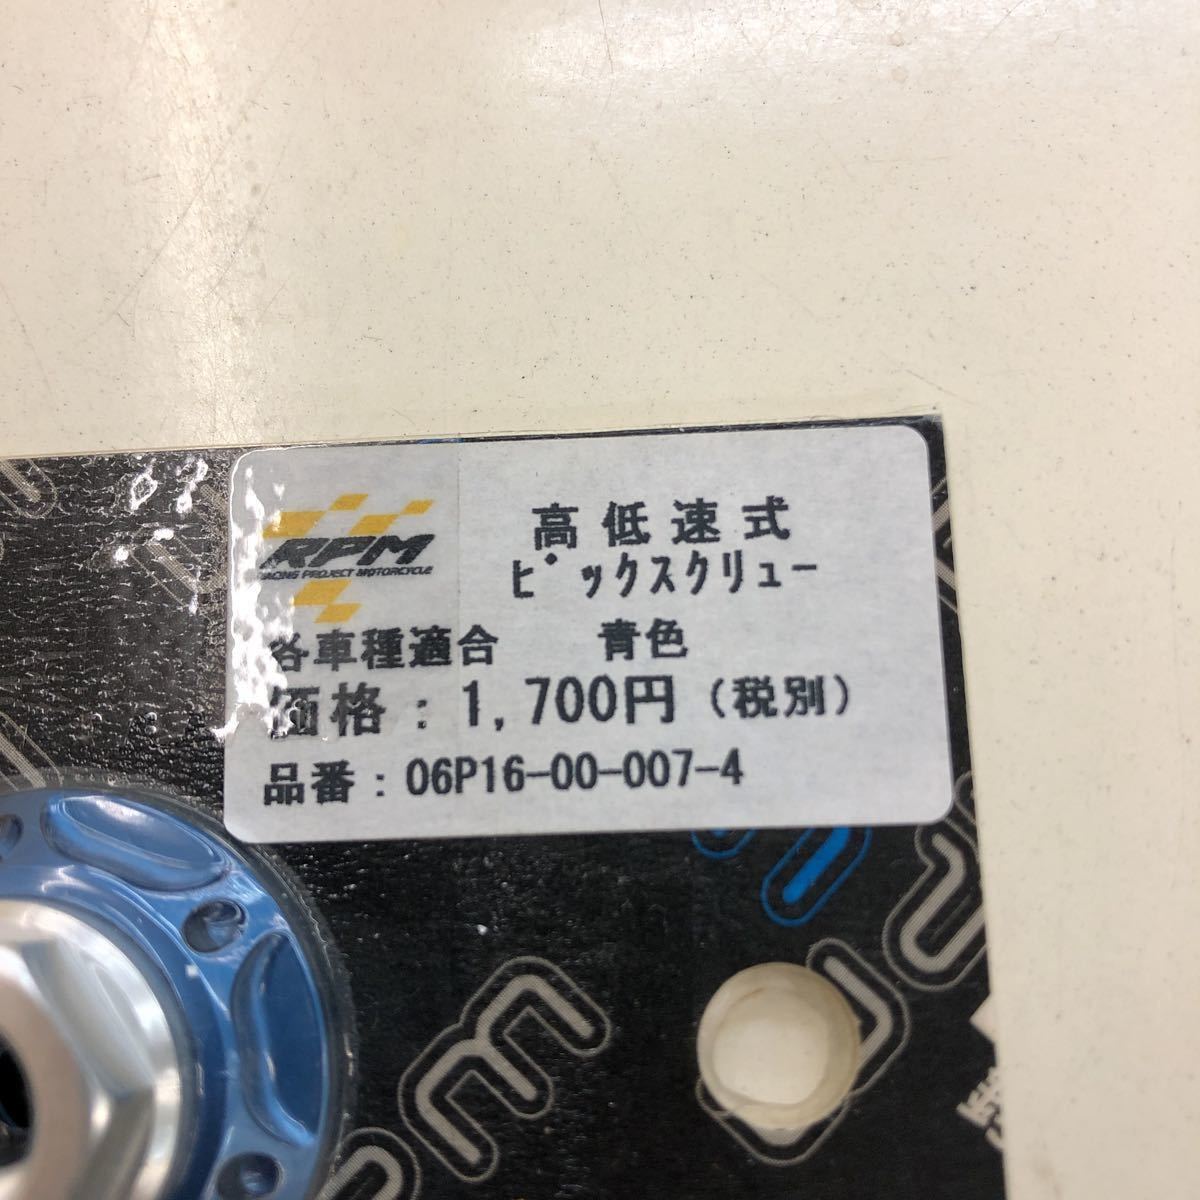 RPM
RACING PROJECT MOTORCYCLE
高低速式
ピックスクリュー
各車種適合 青色
価格：1,700円（税別）
品番：06P16-00-007-4